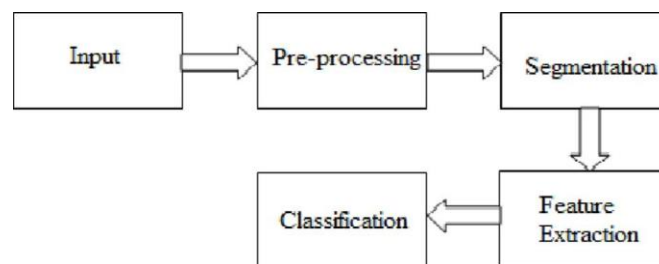 Input
Pre-processing
Segmentation
Feature
Extraction
Classification